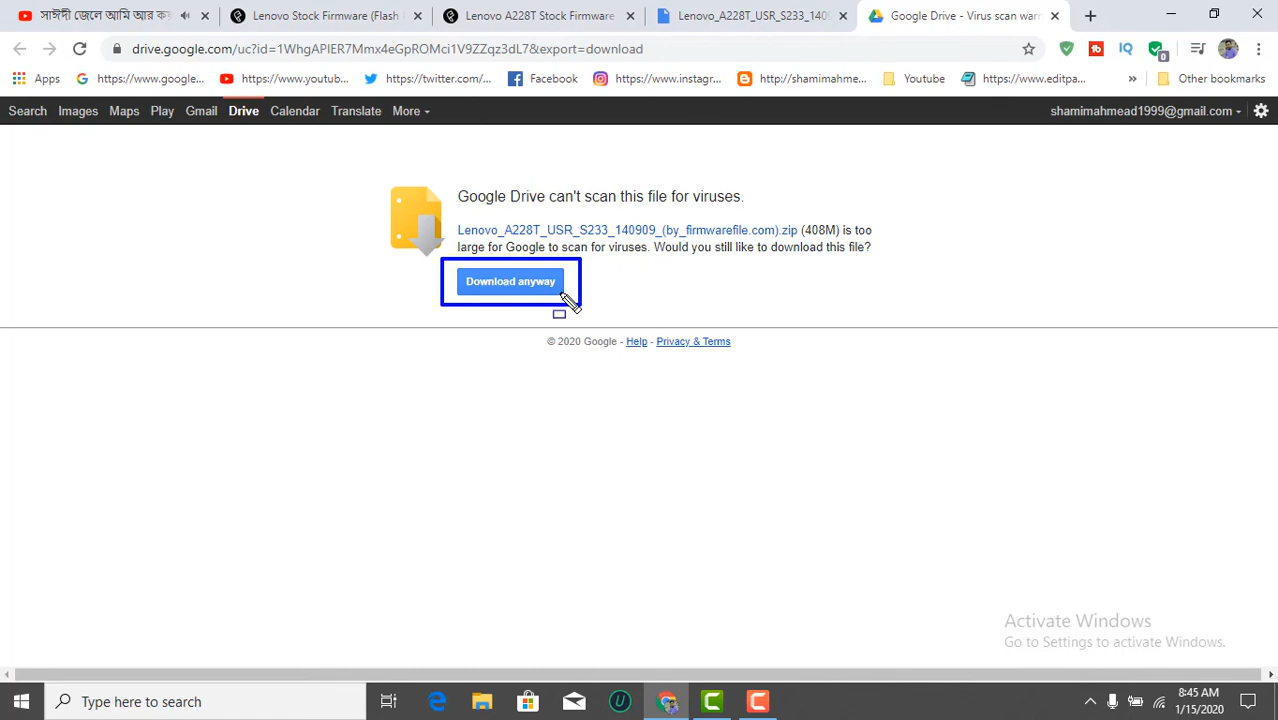 সাঈদী জেলে আমি আর কয়
Lenovo Stock Firmware (Flash
Lenovo A228T Stock Firmware
Lenovo_A228T_USR_S233_1409
Google Drive - Virus scan warn
drive.google.com/uc?id=1WhgAPIER7Mmx4eGpROMci1V9ZZqz3dL7&export=download
0
Apps
https://www.google...
https://www.youtub...
https://twitter.com/...
Facebook
https://www.instagr...
http://shamimahme...
Youtube
https://www.editpa...
Other bookmarks
Search Images Maps Play Gmail Drive Calendar Translate More
shamimahmead1999@gmail.com
Google Drive can't scan this file for viruses.
Lenovo_A228T_USR_S233_140909_(by_firmwarefile.com).zip (408M) is too
large for Google to scan for viruses. Would you still like to download this file?
Download anyway
© 2020 Google - Help - Privacy & Terms
Activate Windows
Go to Settings to activate Windows.
Type here to search
8:45 AM
1/15/2020